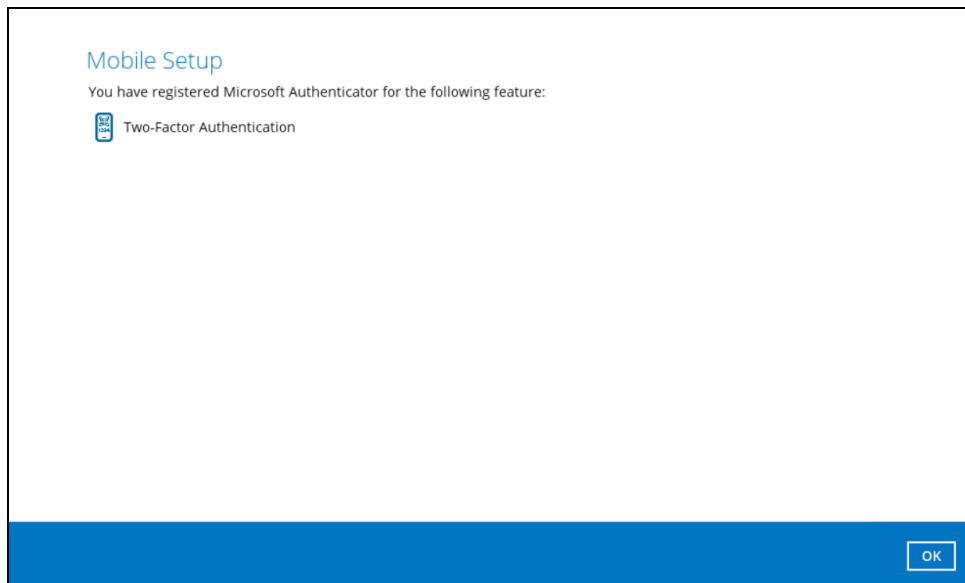 Mobile Setup
You have registered Microsoft Authenticator for the following feature:
Two-Factor Authentication
OK